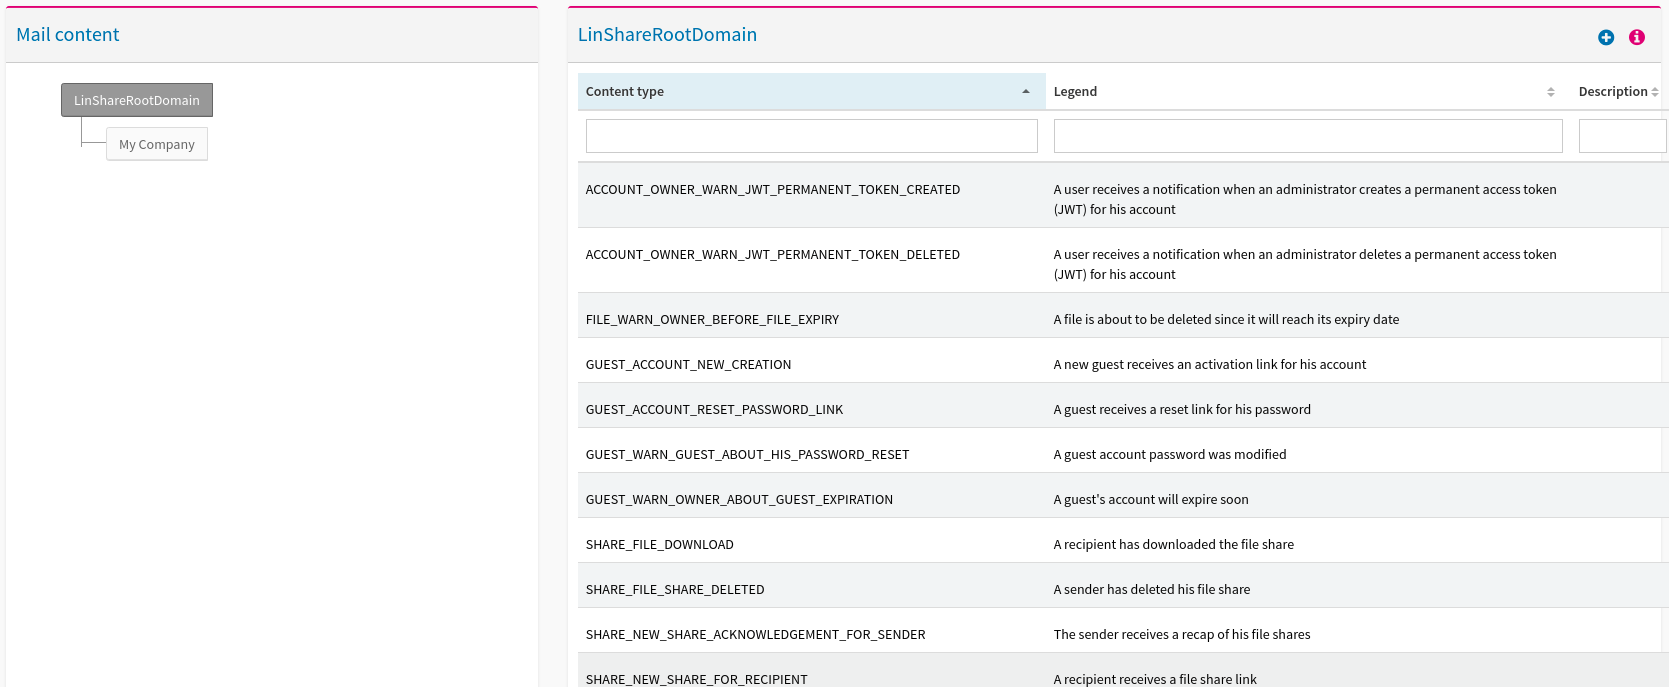 Mail content
LinShareRootDomain
My Company
LinShareRootDomain
Content type Legend Description
ACCOUNT_OWNER_WARN_JWT_PERMANENT_TOKEN_CREATED A user receives a notification when an administrator creates a permanent access token
(JWT) for his account
ACCOUNT_OWNER_WARN_JWT_PERMANENT_TOKEN_DELETED A user receives a notification when an administrator deletes a permanent access token
(JWT) for his account
FILE_WARN_OWNER_BEFORE_FILE_EXPIRY A file is about to be deleted since it will reach its expiry date
GUEST_ACCOUNT_NEW_CREATION A new guest receives an activation link for his account
GUEST_ACCOUNT_RESET_PASSWORD_LINK A guest receives a reset link for his password
GUEST_WARN_GUEST_ABOUT_HIS_PASSWORD_RESET A guest account password was modified
GUEST_WARN_OWNER_ABOUT_GUEST_EXPIRATION A guest's account will expire soon
SHARE_FILE_DOWNLOAD A recipient has downloaded the file share
SHARE_FILE_SHARE_DELETED A sender has deleted his file share
SHARE_NEW_SHARE_ACKNOWLEDGEMENT_FOR_SENDER The sender receives a recap of his file shares
SHARE_NEW_SHARE_FOR_RECIPIENT A recipient receives a file share link